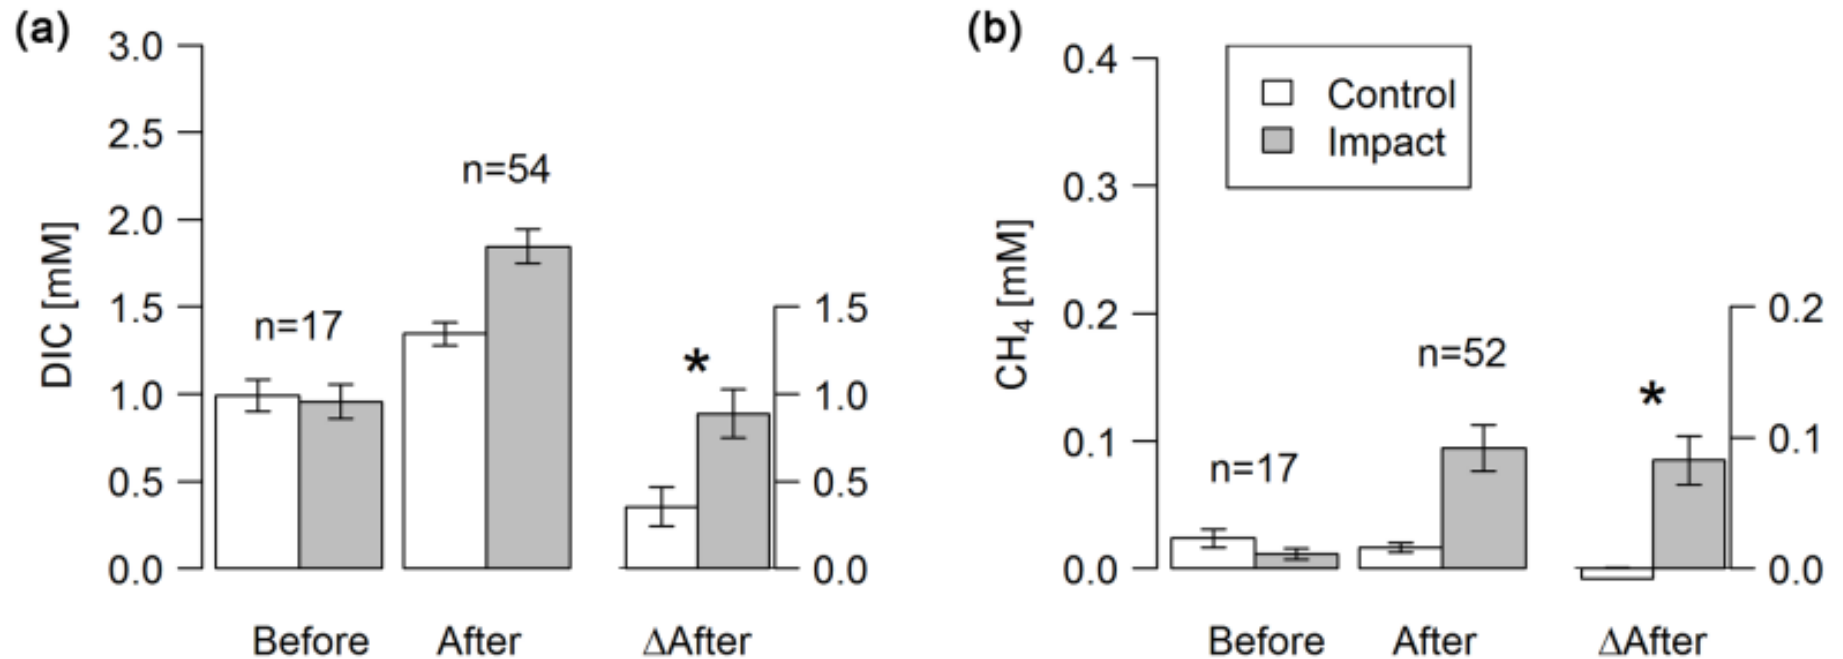 (a)
DIC [mM]
3.0
2.5
2.0
1.5
1.0
0.5
0.0
n=17
n=54
*
1.5
1.0
0.5
0.0
Before
After
ΔAfter
(b)
CH₄ [mM]
0.4
0.3
0.2
0.1
0.0
Control
Impact
n=17
n=52
*
0.2
0.1
0.0
Before
After
ΔAfter